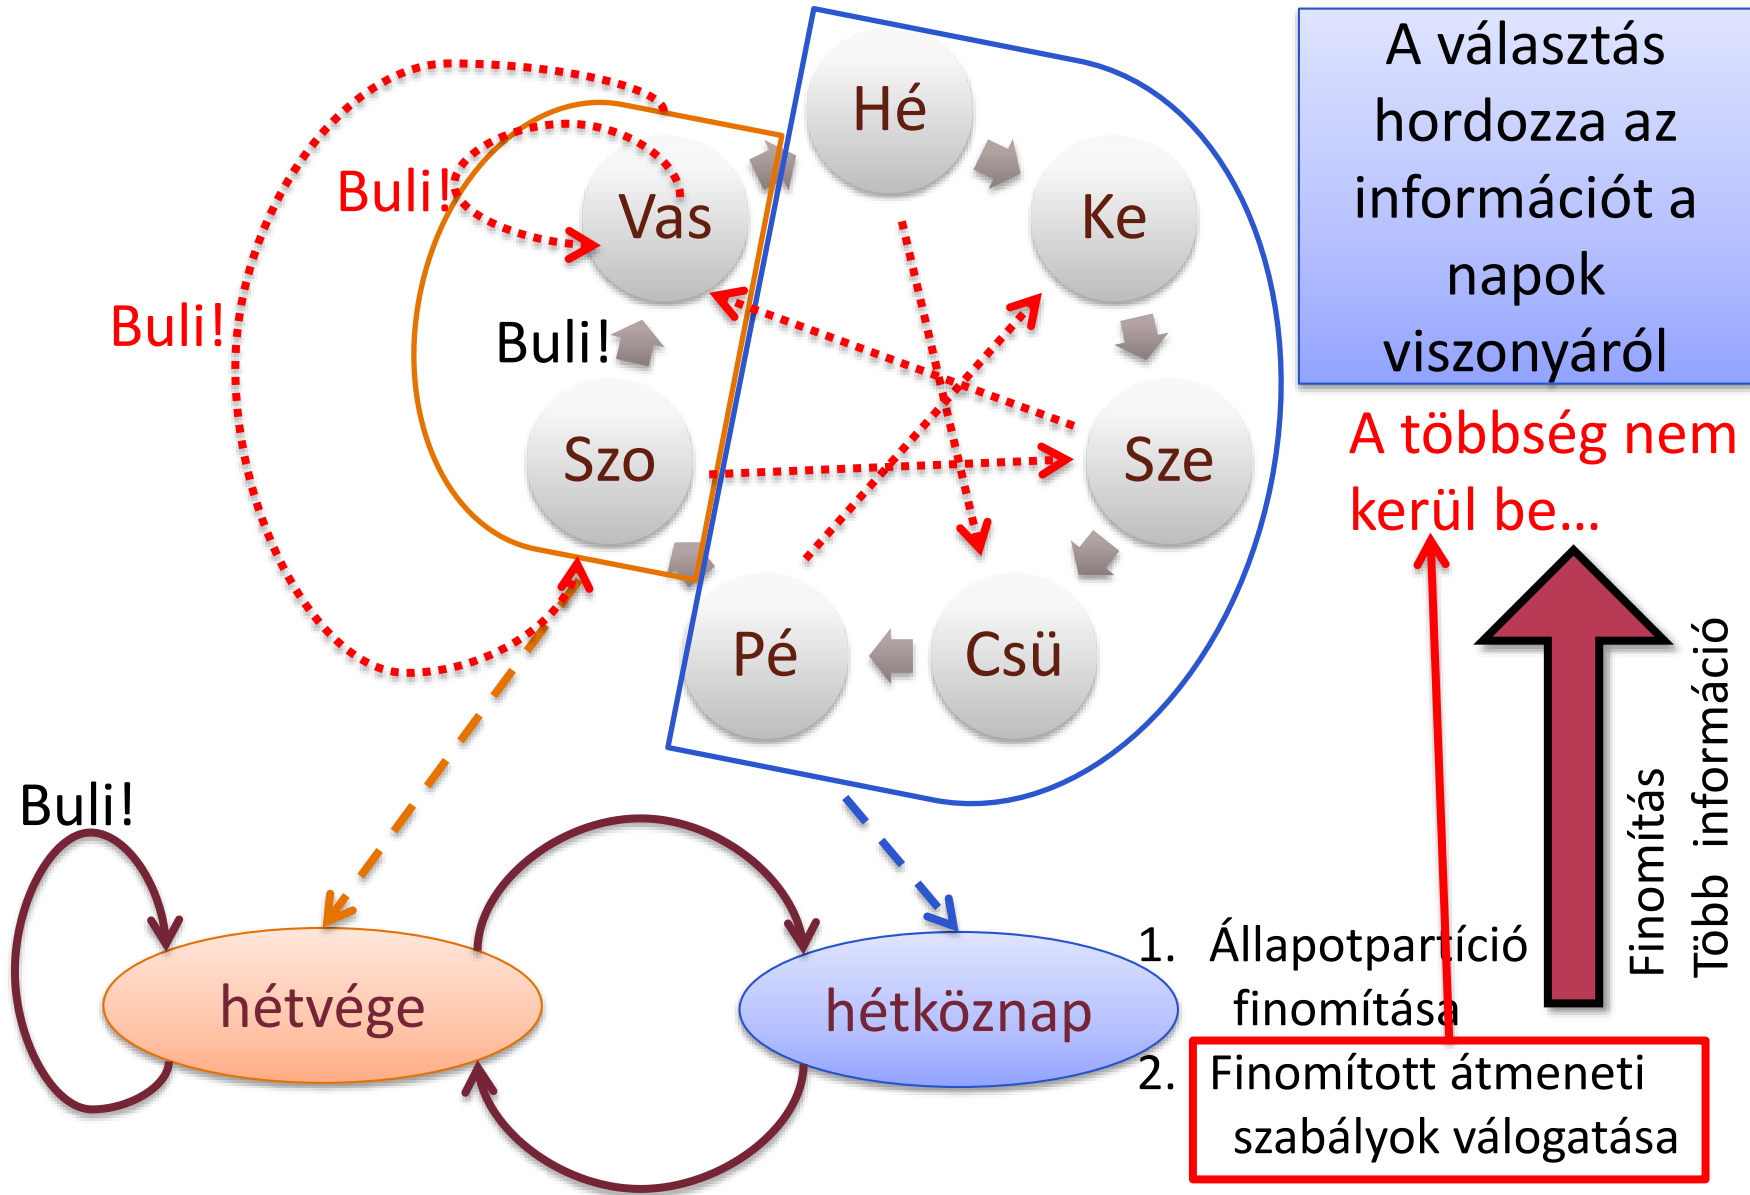 Hé
Ke
Sze
Csü
Pé
Szo
Vas
Buli!
Buli!
Buli!
Buli!
hétvége
hétköznap
A választás
hordozza az
információt a
napok
viszonyáról
A többség nem
kerül be...
Finomítás
Több információ
1. Állapotpartíció
finomítása
2. Finomított átmeneti
szabályok válogatása